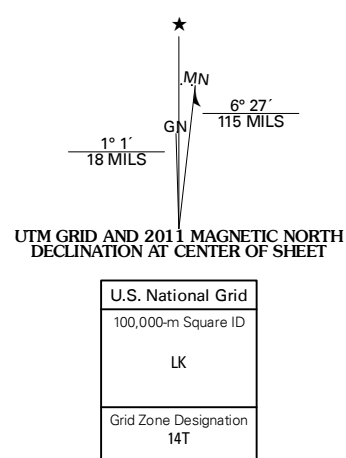 ★
MN
GN
6° 27´
115 MILS
1° 1´
18 MILS
UTM GRID AND 2011 MAGNETIC NORTH
DECLINATION AT CENTER OF SHEET
U.S. National Grid
100,000-m Square ID
LK
Grid Zone Designation
14T